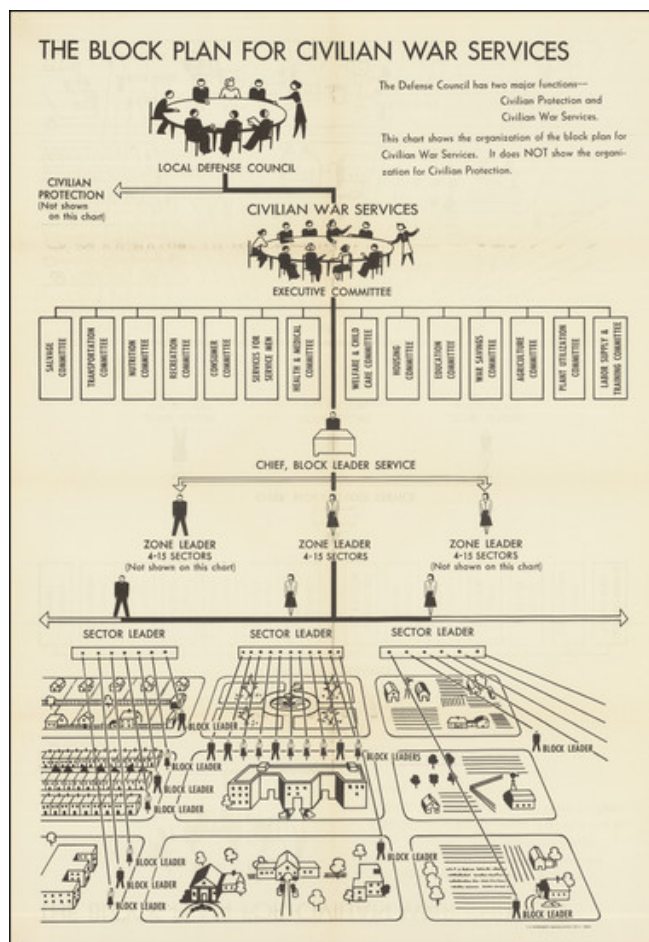 THE BLOCK PLAN FOR CIVILIAN WAR SERVICES
The Defense Council has two major functions—
Civilian Protection and
Civilian War Services.
This chart shows the organization of the block plan for
Civilian War Services. It does NOT show the organi-
zation for Civilian Protection.
LOCAL DEFENSE COUNCIL
CIVILIAN
PROTECTION
(Not shown
on this chart)
CIVILIAN WAR SERVICES
EXECUTIVE COMMITTEE
SALVAGE
COMMITTEE
TRANSPORTATION
COMMITTEE
NUTRITION
COMMITTEE
RECREATION
COMMITTEE
CONSUMER
COMMITTEE
SERVICES FOR
SERVICE MEN
HEALTH & MEDICAL
COMMITTEE
WELFARE & CHILD
CARE COMMITTEE
HOUSING
COMMITTEE
EDUCATION
COMMITTEE
WAR SAVINGS
COMMITTEE
AGRICULTURE
COMMITTEE
PLANT UTILIZATION
COMMITTEE
LABOR SUPPLY &
TRAINING COMMITTEE
CHIEF, BLOCK LEADER SERVICE
ZONE LEADER
4-15 SECTORS
(Not shown on this chart)
ZONE LEADER
4-15 SECTORS
ZONE LEADER
4-15 SECTORS
(Not shown on this chart)
SECTOR LEADER
SECTOR LEADER
SECTOR LEADER
BLOCK LEADER
BLOCK LEADER
BLOCK LEADERS
BLOCK LEADER
BLOCK LEADER
BLOCK LEADER
BLOCK LEADER
BLOCK LEADER
BLOCK LEADER
BLOCK LEADER
BLOCK LEADER